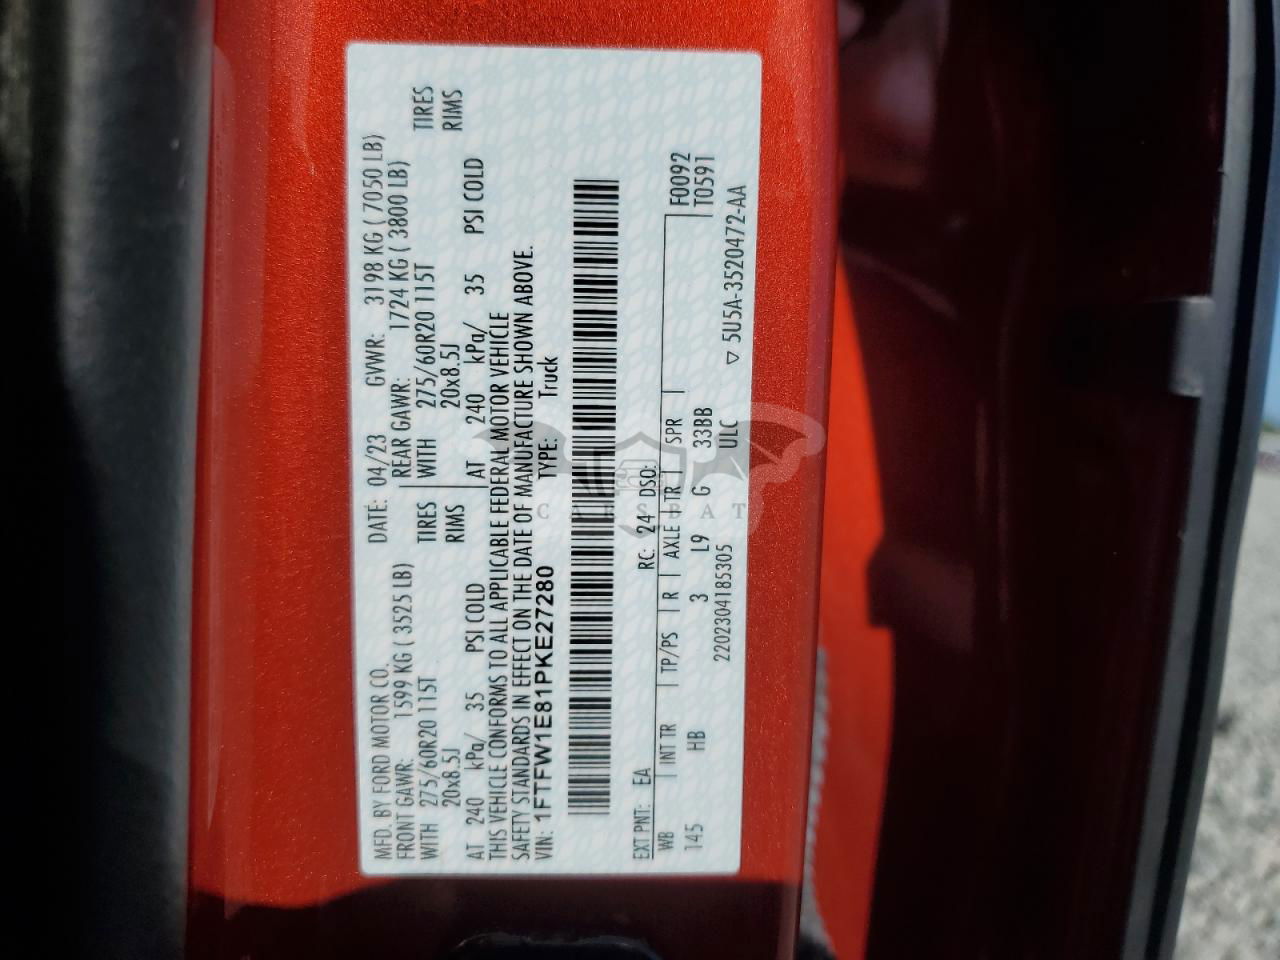 MFD. BY FORD MOTOR CO.
DATE: 04/23 GVWR: 3198 KG ( 7050 LB)
FRONT GAWR: 1599 KG ( 3525 LB)
REAR GAWR: 1724 KG ( 3800 LB)
WITH 275/60R20 115T TIRES
WITH 275/60R20 115T TIRES
20x8.5J RIMS
20x8.5J RIMS
AT 240 kPa/ 35 PSI COLD
AT 240 kPa/ 35 PSI COLD
THIS VEHICLE CONFORMS TO ALL APPLICABLE FEDERAL MOTOR VEHICLE
SAFETY STANDARDS IN EFFECT ON THE DATE OF MANUFACTURE SHOWN ABOVE.
VIN: 1FTFW1E81PKE27280 TYPE: Truck
EXT PNT: EA RC: 24 DSO: F0092
WB INT TR TP/PS R AXLE TR SPR T0591
145 HB 3 L9 G 33BB
2202304185305 ULC ▽ 5U5A-3520472-AA
CARSBAT